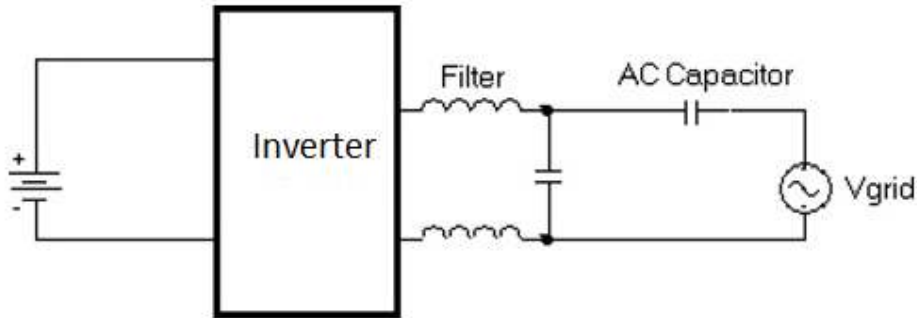 Filter
AC Capacitor
Inverter
+
-
Vgrid